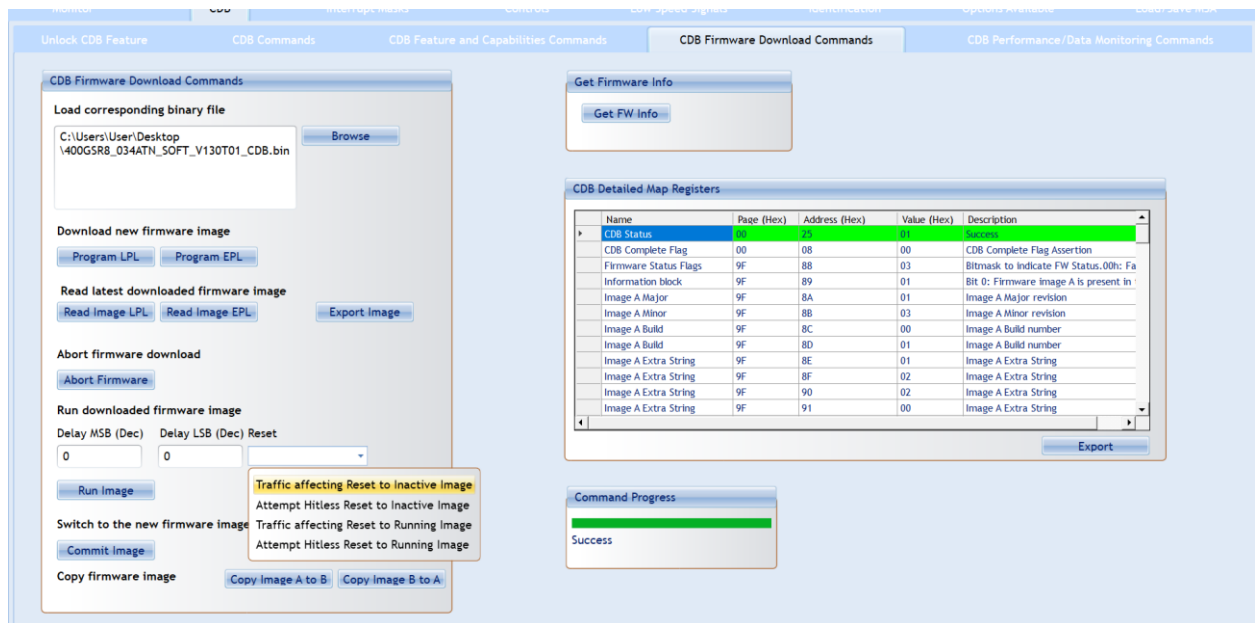 Monitor CDB Interrupt Masks Controls Low Speed Signals Identification Options Available Load/Save MSA
Unlock CDB Feature CDB Commands CDB Feature and Capabilities Commands CDB Firmware Download Commands CDB Performance/Data Monitoring Commands
CDB Firmware Download Commands
Load corresponding binary file
C:\Users\User\Desktop
\400GSR8_034ATN_SOFT_V130T01_CDB.bin
Browse
Download new firmware image
Program LPL Program EPL
Read latest downloaded firmware image
Read Image LPL Read Image EPL Export Image
Abort firmware download
Abort Firmware
Run downloaded firmware image
Delay MSB (Dec) Delay LSB (Dec) Reset
0 0
Run Image
Traffic affecting Reset to Inactive Image
Attempt Hitless Reset to Inactive Image
Traffic affecting Reset to Running Image
Attempt Hitless Reset to Running Image
Switch to the new firmware image
Commit Image
Copy firmware image Copy Image A to B Copy Image B to A
Get Firmware Info
Get FW Info
CDB Detailed Map Registers
Name Page (Hex) Address (Hex) Value (Hex) Description
CDB Status 00 25 01 Success
CDB Complete Flag 00 08 00 CDB Complete Flag Assertion
Firmware Status Flags 9F 88 03 Bitmask to indicate FW Status.00h: Fa
Information block 9F 89 01 Bit 0: Firmware image A is present in
Image A Major 9F 8A 01 Image A Major revision
Image A Minor 9F 8B 03 Image A Minor revision
Image A Build 9F 8C 00 Image A Build number
Image A Build 9F 8D 01 Image A Build number
Image A Extra String 9F 8E 01 Image A Extra String
Image A Extra String 9F 8F 02 Image A Extra String
Image A Extra String 9F 90 02 Image A Extra String
Image A Extra String 9F 91 00 Image A Extra String
Export
Command Progress
Success